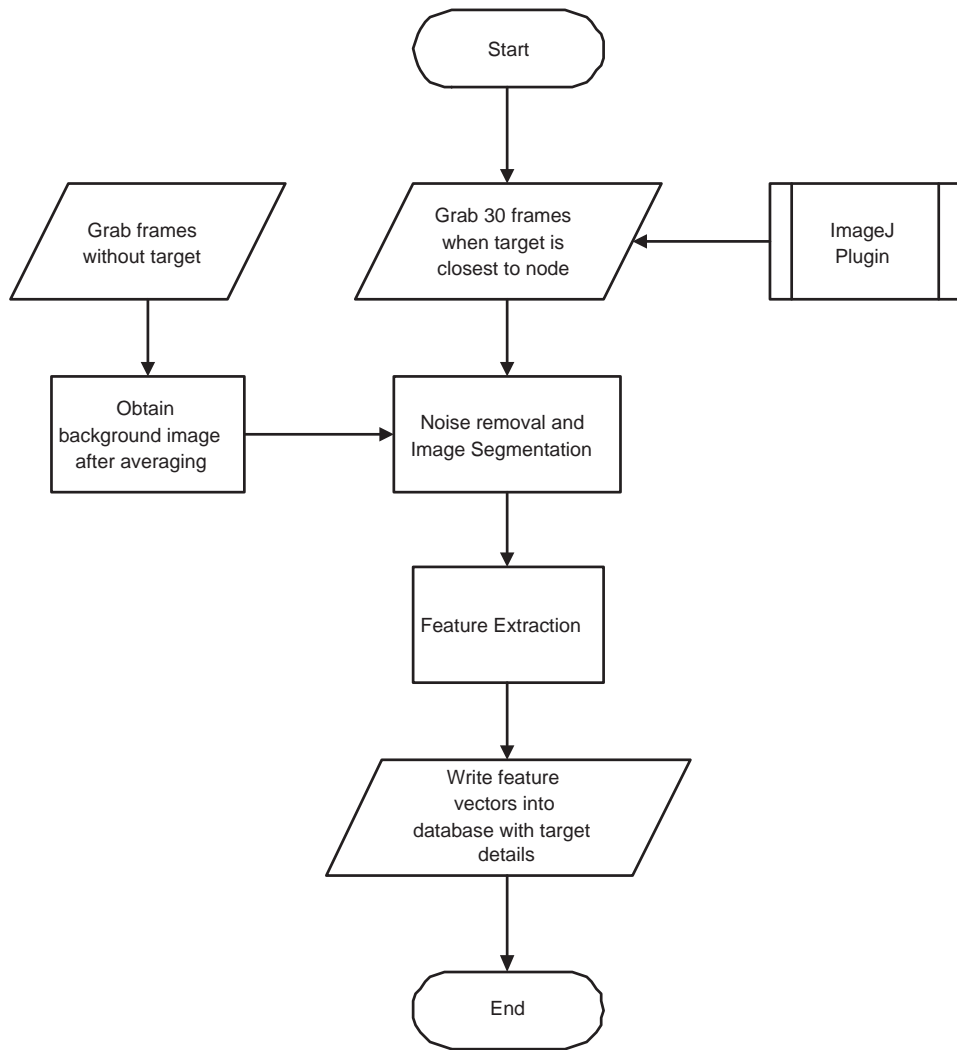 Start
Grab frames
without target
Grab 30 frames
when target is
closest to node
ImageJ
Plugin
Obtain
background image
after averaging
Noise removal and
Image Segmentation
Feature Extraction
Write feature
vectors into
database with target
details
End